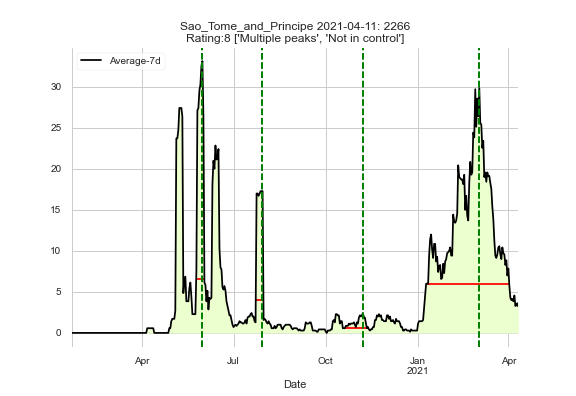 Sao_Tome_and_Principe 2021-04-11: 2266
Rating:8 ['Multiple peaks', 'Not in control']
Average-7d
30
25
20
15
10
5
0
Apr
Jul
Oct
Jan
2021
Apr
Date